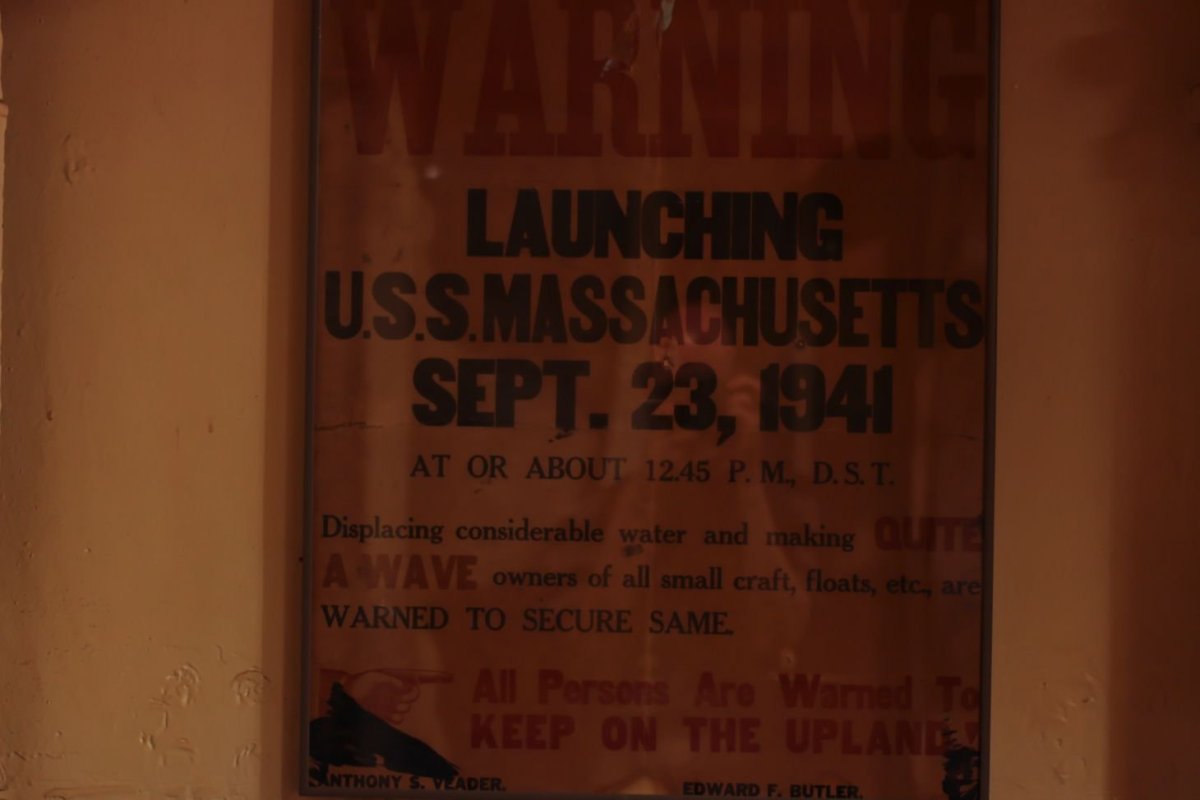 WARNING
LAUNCHING
U.S.S. MASSACHUSETTS
SEPT. 23, 1941
AT OR ABOUT 12.45 P. M., D. S. T.
Displacing considerable water and making QUITE
A WAVE owners of all small craft, floats, etc., are
WARNED TO SECURE SAME.
All Persons Are Warned To
KEEP ON THE UPLAND!
ANTHONY S. VEADER. EDWARD F. BUTLER.